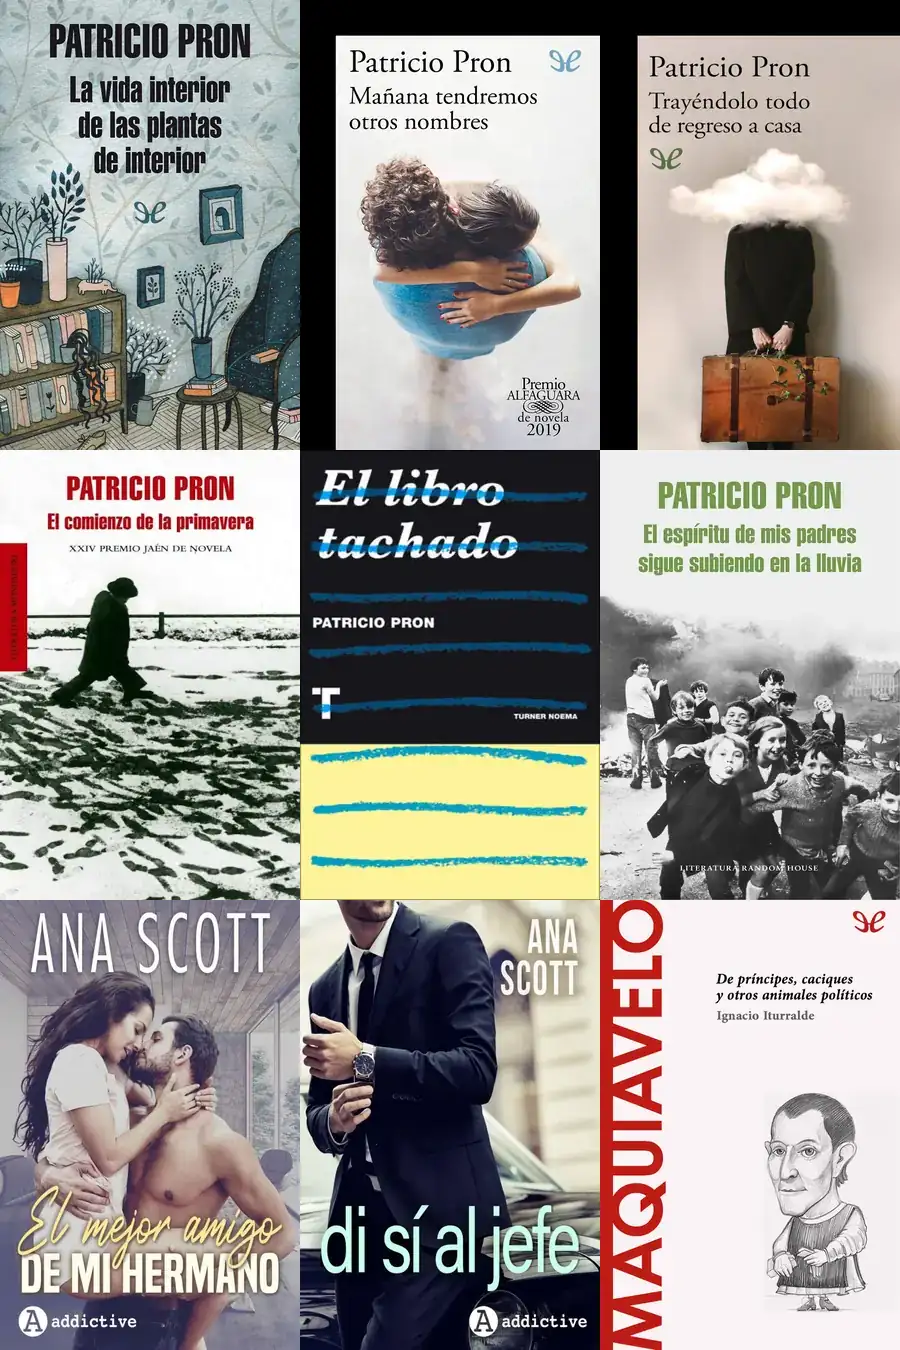 PATRICIO PRON
La vida interior
de las plantas
de interior
Patricio Pron
Mañana tendremos
otros nombres
Premio
ALFAGUARA
de novela
2019
Patricio Pron
Trayéndolo todo
de regreso a casa
PATRICIO PRON
El comienzo de la primavera
XXIV PREMIO JAÉN DE NOVELA
El libro
tachado
PATRICIO PRON
T
TURNER NOEMA
PATRICIO PRON
El espíritu de mis padres
sigue subiendo en la lluvia
LITERATURA RANDOM HOUSE
ANA SCOTT
El mejor amigo
DE MI HERMANO
A addictive
ANA
SCOTT
di sí al jefe
A addictive
MAQUIAVELO
De príncipes, caciques
y otros animales políticos
Ignacio Iturralde